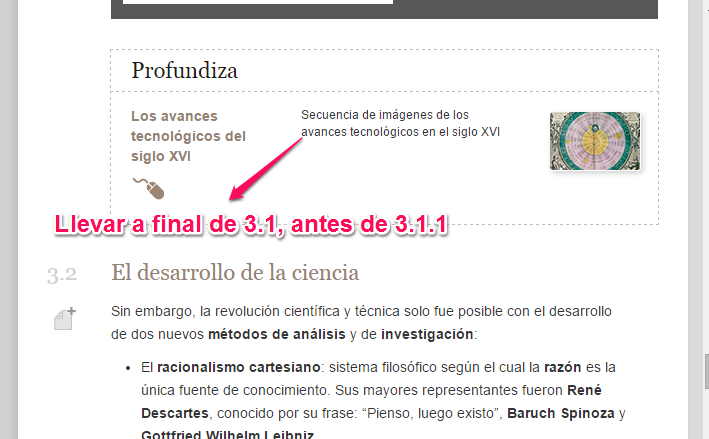 Profundiza
Los avances
tecnológicos del
siglo XVI
Secuencia de imágenes de los
avances tecnológicos en el siglo XVI
Llevar a final de 3.1, antes de 3.1.1
3.2 El desarrollo de la ciencia
Sin embargo, la revolución científica y técnica solo fue posible con el desarrollo
de dos nuevos métodos de análisis y de investigación:
• El racionalismo cartesiano: sistema filosófico según el cual la razón es la
única fuente de conocimiento. Sus mayores representantes fueron René
Descartes, conocido por su frase: “Pienso, luego existo”, Baruch Spinoza y
Gottfried Wilhelm Leibniz.